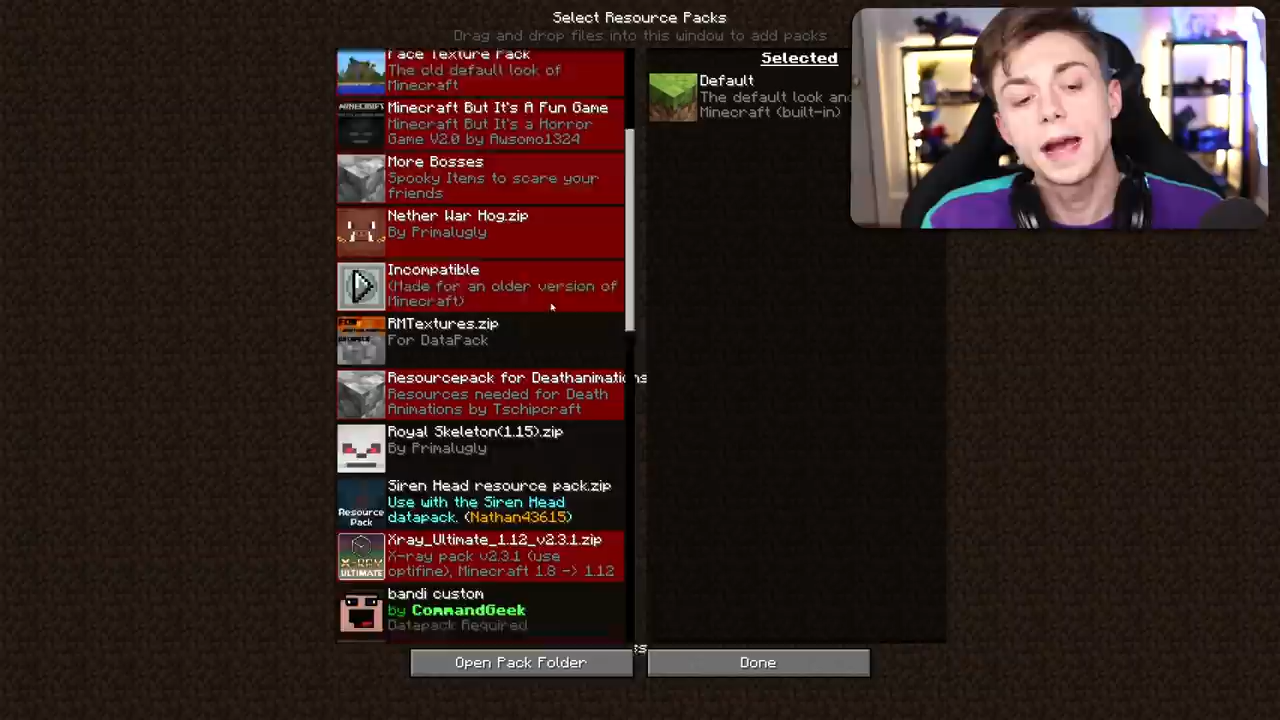 Select Resource Packs
Drag and drop files into this window to add packs
Face Texture Pack
The old default look of
Minecraft
MINECRAFT
Minecraft But It's A Fun Game
Minecraft But It's a Horror
Game V2.0 by Awsomo1324
More Bosses
Spooky Items to scare your
friends
Nether War Hog.zip
By Primalugly
Incompatible
(Made for an older version of
Minecraft)
RMTextures.zip
For DataPack
Resourcepack for Deathanimations
Resources needed for Death
Animations by Tschipcraft
Royal Skeleton(1.15).zip
By Primalugly
Resource
Pack
Siren Head resource pack.zip
Use with the Siren Head
datapack. (Nathan43615)
X-RAY
ULTIMATE
Xray_Ultimate_1.12_v2.3.1.zip
X-ray pack v2.3.1 (use
optifine), Minecraft 1.8 -> 1.12
bandi custom
by CommandGeek
Datapack Required
Selected
Default
The default look and
Minecraft (built-in)
Open Pack Folder
Done